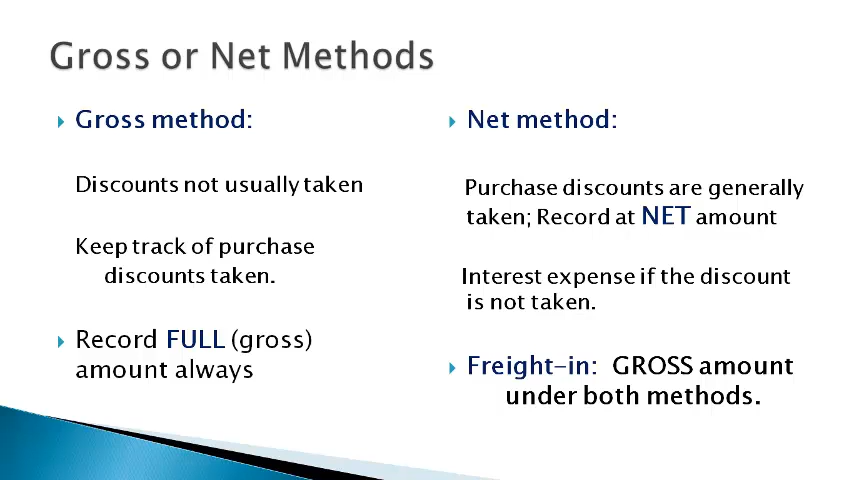 Gross or Net Methods
Gross method:
Discounts not usually taken
Keep track of purchase
discounts taken.
Record FULL (gross)
amount always
Net method:
Purchase discounts are generally
taken; Record at NET amount
Interest expense if the discount
is not taken.
Freight-in: GROSS amount
under both methods.